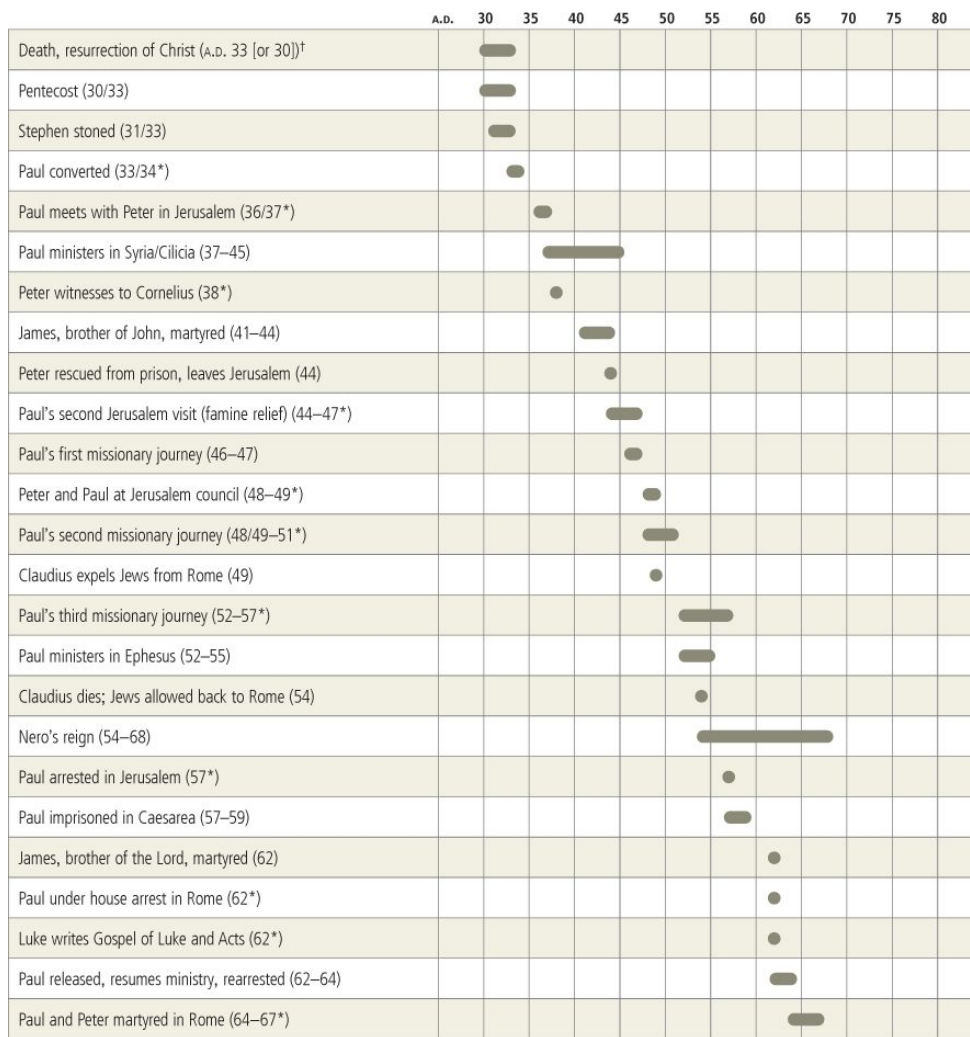 A.D. 30 35 40 45 50 55 60 65 70 75 80
Death, resurrection of Christ (A.D. 33 [or 30])†
Pentecost (30/33)
Stephen stoned (31/33)
Paul converted (33/34*)
Paul meets with Peter in Jerusalem (36/37*)
Paul ministers in Syria/Cilicia (37–45)
Peter witnesses to Cornelius (38*)
James, brother of John, martyred (41–44)
Peter rescued from prison, leaves Jerusalem (44)
Paul’s second Jerusalem visit (famine relief) (44–47*)
Paul’s first missionary journey (46–47)
Peter and Paul at Jerusalem council (48–49*)
Paul’s second missionary journey (48/49–51*)
Claudius expels Jews from Rome (49)
Paul’s third missionary journey (52–57*)
Paul ministers in Ephesus (52–55)
Claudius dies; Jews allowed back to Rome (54)
Nero’s reign (54–68)
Paul arrested in Jerusalem (57*)
Paul imprisoned in Caesarea (57–59)
James, brother of the Lord, martyred (62)
Paul under house arrest in Rome (62*)
Luke writes Gospel of Luke and Acts (62*)
Paul released, resumes ministry, rearrested (62–64)
Paul and Peter martyred in Rome (64–67*)